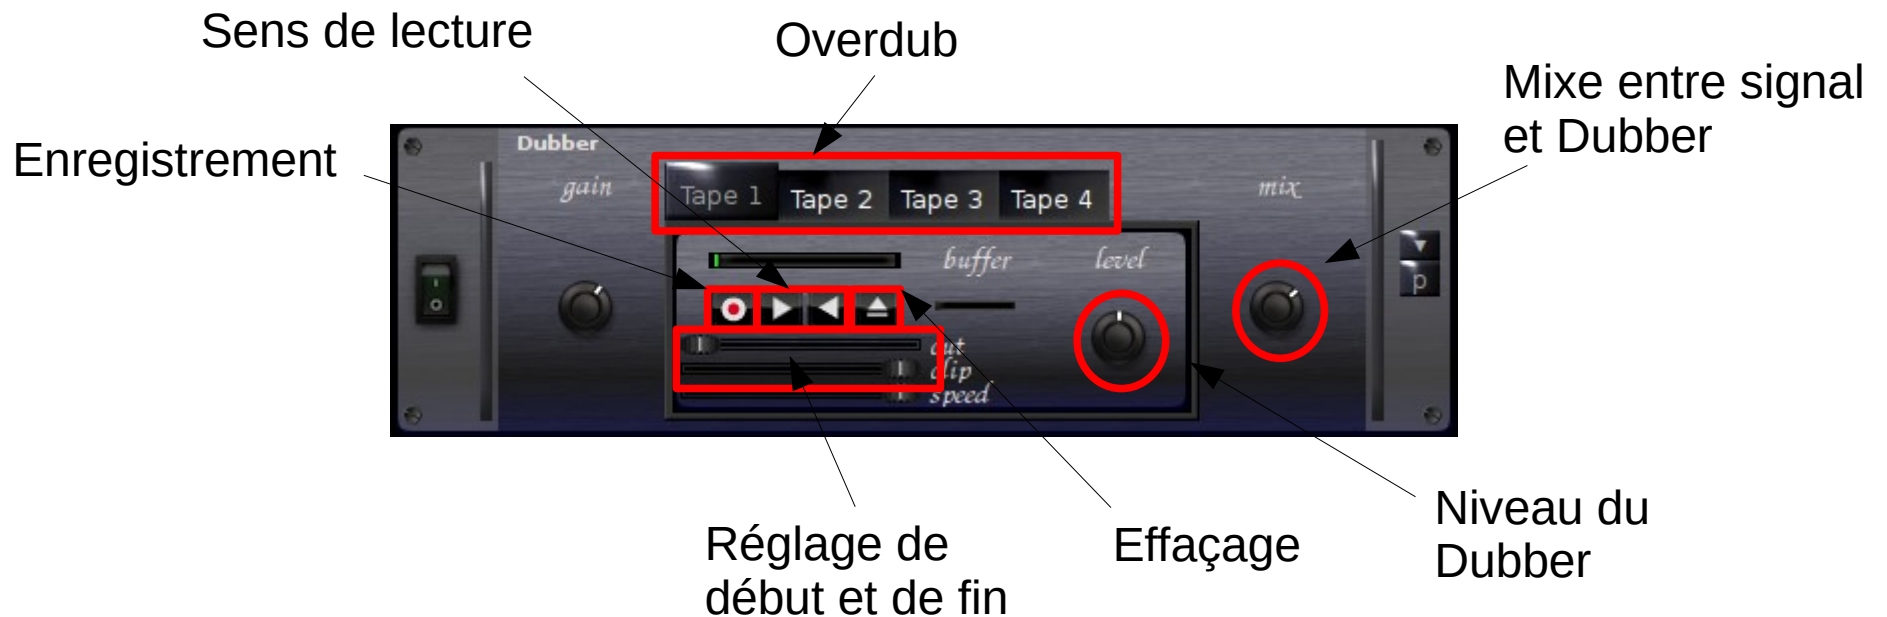 Sens de lecture
Overdub
Mixe entre signal
et Dubber
Enregistrement
Dubber
gain
Tape 1
Tape 2
Tape 3
Tape 4
mix
buffer
level
cut
clip
speed
p
Réglage de
début et de fin
Effaçage
Niveau du
Dubber